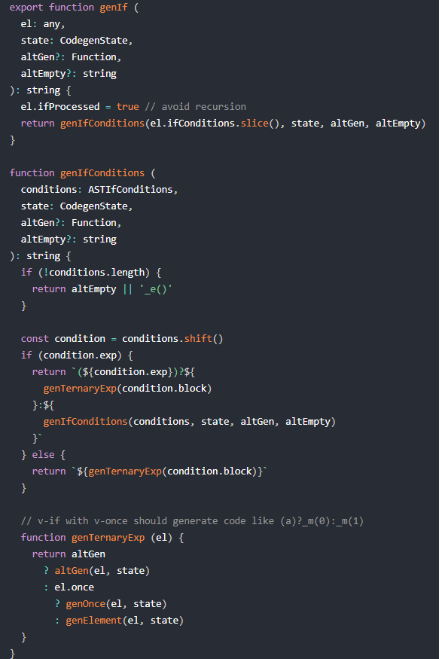 export function genIf (
  el: any,
  state: CodegenState,
  altGen?: Function,
  altEmpty?: string
): string {
  el.ifProcessed = true // avoid recursion
  return genIfConditions(el.ifConditions.slice(), state, altGen, altEmpty)
}

function genIfConditions (
  conditions: ASTIfConditions,
  state: CodegenState,
  altGen?: Function,
  altEmpty?: string
): string {
  if (!conditions.length) {
    return altEmpty || '_e()'
  }

  const condition = conditions.shift()
  if (condition.exp) {
    return `(${condition.exp})?${
      genTernaryExp(condition.block)
    }:${
      genIfConditions(conditions, state, altGen, altEmpty)
    }`
  } else {
    return `${genTernaryExp(condition.block)}`
  }

  // v-if with v-once should generate code like (a)?_m(0):_m(1)
  function genTernaryExp (el) {
    return altGen
      ? altGen(el, state)
      : el.once
        ? genOnce(el, state)
        : genElement(el, state)
  }
}